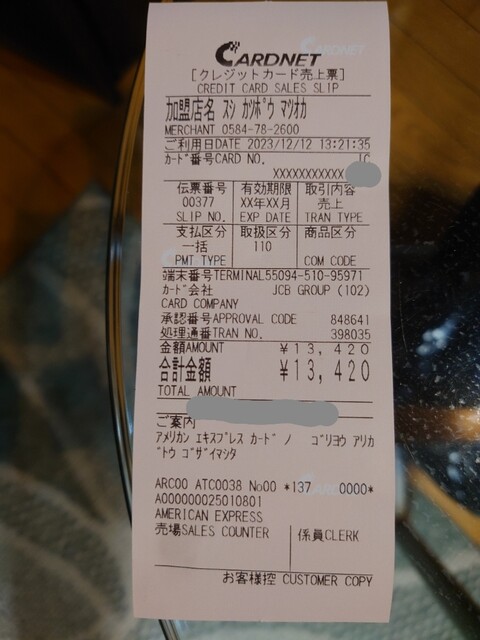 CARDNET
[クレジットカード売上票]
CREDIT CARD SALES SLIP
加盟店名 スシ カツポウ マツオカ
MERCHANT 0584-78-2600
ご利用日DATE 2023/12/12 13:21:35
カード番号CARD NO. IC
XXXXXXXXXXX
伝票番号 有効期限 取引内容
00377 XX年XX月 売上
SLIP NO. EXP DATE TRAN TYPE
支払区分 取扱区分 商品区分
一括 110
PMT TYPE COM CODE
端末番号TERMINAL55094-510-95971
カード会社 JCB GROUP (102)
CARD COMPANY
承認番号APPROVAL CODE 848641
処理通番TRAN NO. 398035
金額AMOUNT ¥13,420
合計金額 ¥13,420
TOTAL AMOUNT
ご案内
アメリカン エキスプレス カード ノ ゴリヨウ アリカ
゙トウ ゴザイマシタ
ARC00 ATC0038 No00 *137 0000*
A000000025010801
AMERICAN EXPRESS
売場SALES COUNTER 係員CLERK
お客様控 CUSTOMER COPY